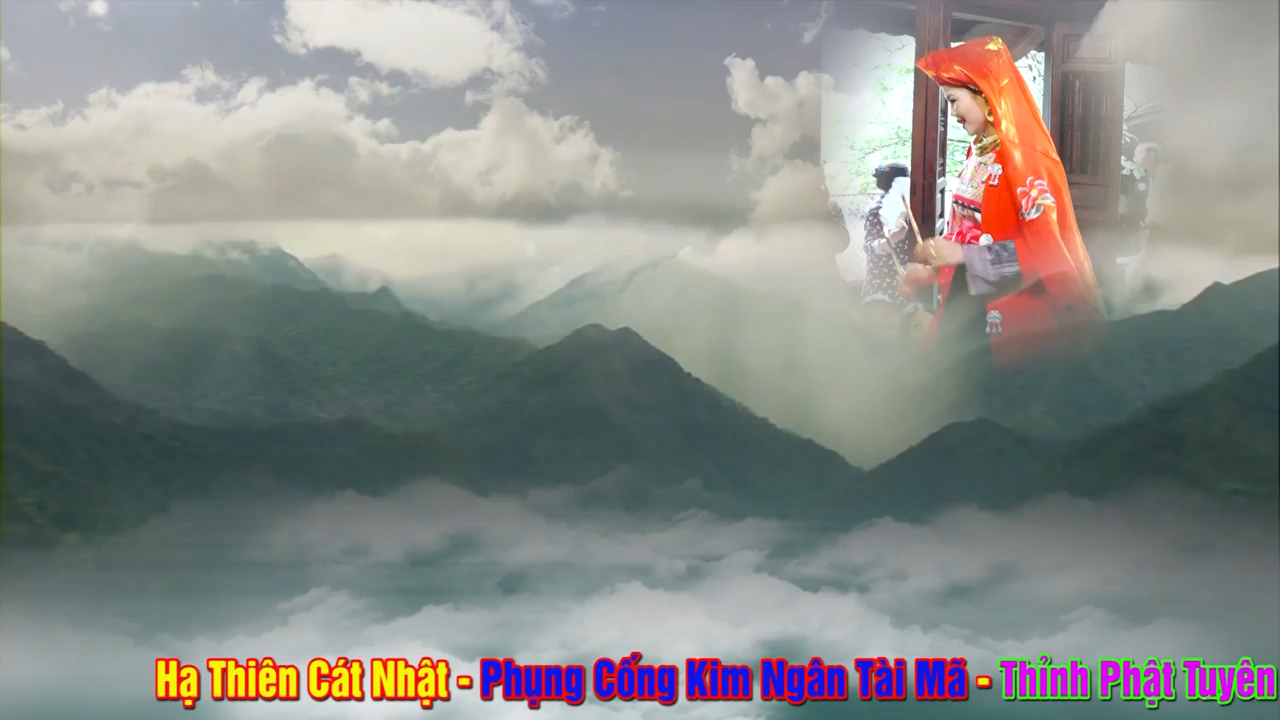 Hạ Thiên Cát Nhật - Phụng Cống Kim Ngân Tài Mã - Thỉnh Phật Tuyên